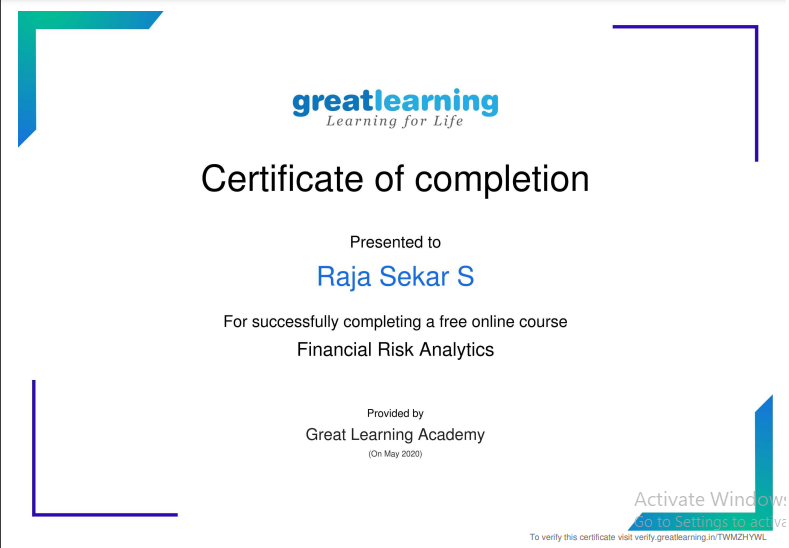 greatlearning
Learning for Life
Certificate of completion
Presented to
Raja Sekar S
For successfully completing a free online course
Financial Risk Analytics
Provided by
Great Learning Academy
(On May 2020)
Activate Windows
Go to Settings to activa
To verify this certificate visit verify.greatlearning.in/TWMZHYWL